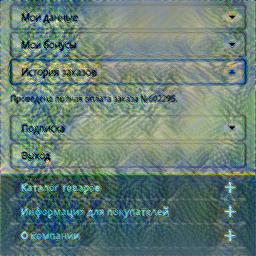 Мои данные
Мои бонусы
История заказов
Проведена полная оплата заказа №602295.
Подписка
Выход
Каталог товаров
Информация для покупателей
О компании